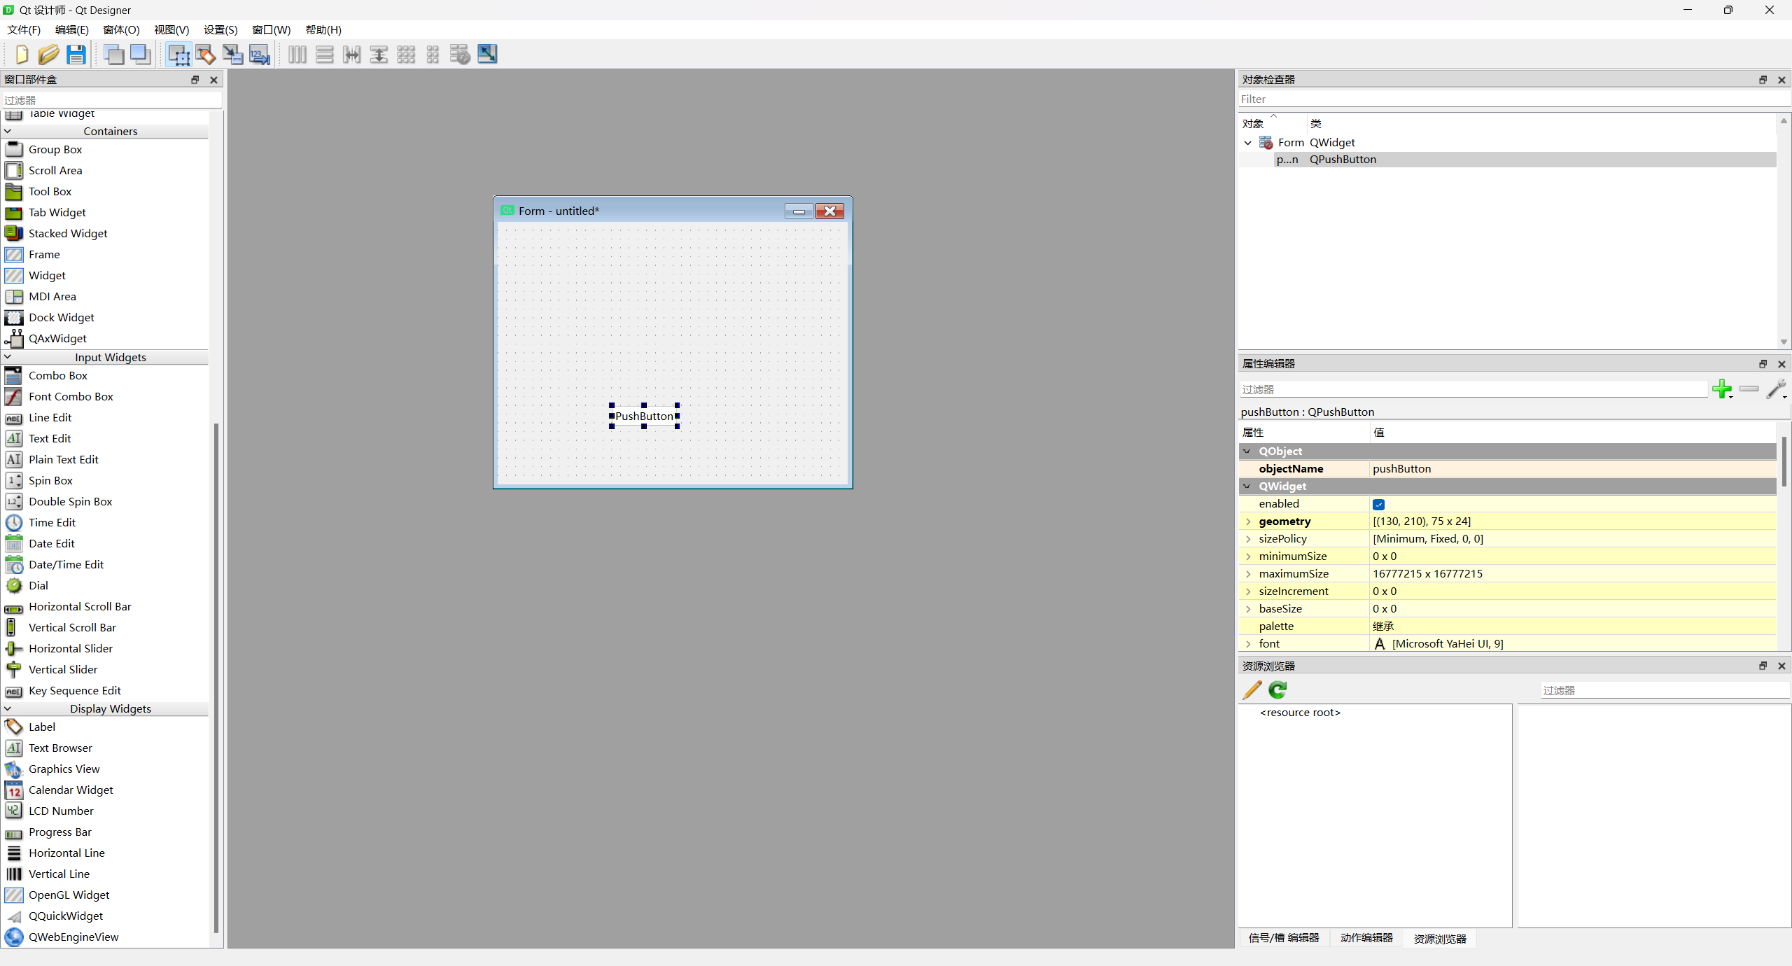 Qt 设计师 - Qt Designer
文件(F) 编辑(E) 窗体(O) 视图(V) 设置(S) 窗口(W) 帮助(H)
窗口部件盒
过滤器
Table Widget
Containers
Group Box
Scroll Area
Tool Box
Tab Widget
Stacked Widget
Frame
Widget
MDI Area
Dock Widget
QAxWidget
Input Widgets
Combo Box
Font Combo Box
Line Edit
Text Edit
Plain Text Edit
Spin Box
Double Spin Box
Time Edit
Date Edit
Date/Time Edit
Dial
Horizontal Scroll Bar
Vertical Scroll Bar
Horizontal Slider
Vertical Slider
Key Sequence Edit
Display Widgets
Label
Text Browser
Graphics View
Calendar Widget
LCD Number
Progress Bar
Horizontal Line
Vertical Line
OpenGL Widget
QQuickWidget
QWebEngineView
Form - untitled*
PushButton
对象检查器
Filter
对象 类
Form QWidget
p...n QPushButton
属性编辑器
过滤器
pushButton : QPushButton
属性 值
QObject
objectName pushButton
QWidget
enabled
geometry [(130, 210), 75 x 24]
sizePolicy [Minimum, Fixed, 0, 0]
minimumSize 0 x 0
maximumSize 16777215 x 16777215
sizeIncrement 0 x 0
baseSize 0 x 0
palette 继承
font A [Microsoft YaHei UI, 9]
资源浏览器
过滤器
<resource root>
信号/槽 编辑器 动作编辑器 资源浏览器